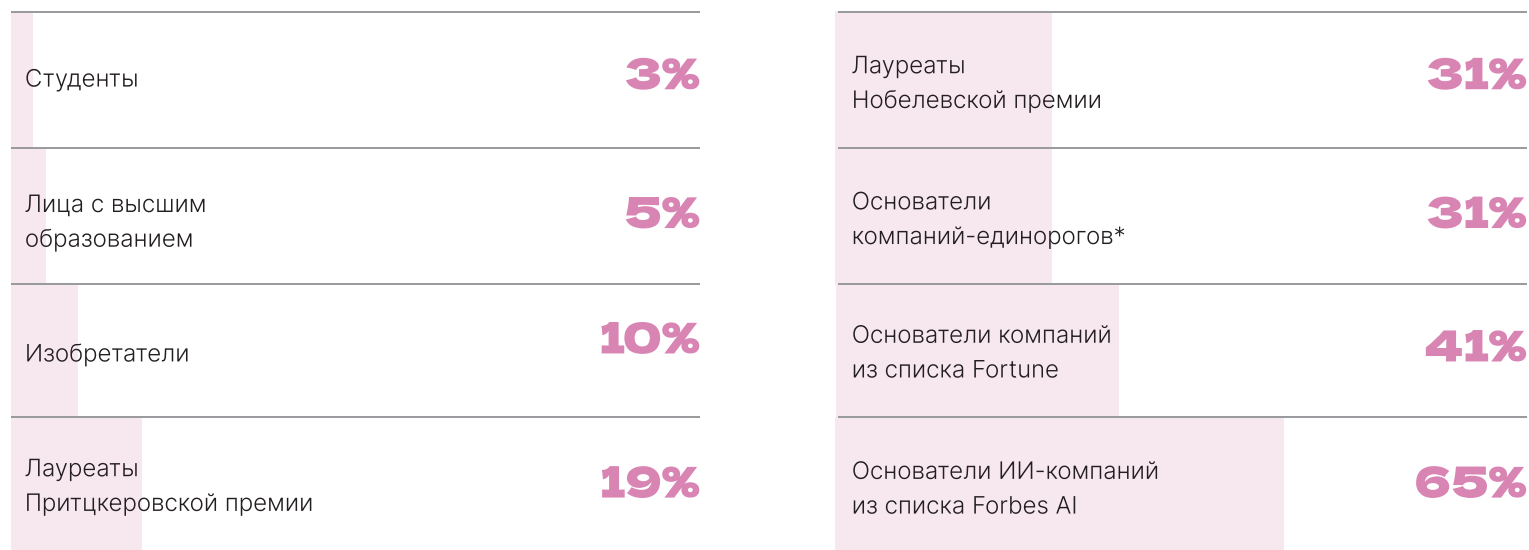 Студенты
3%
Лица с высшим
образованием
5%
Изобретатели
10%
Лауреаты
Притцкеровской премии
19%
Лауреаты
Нобелевской премии
31%
Основатели
компаний-единорогов*
31%
Основатели компаний
из списка Fortune
41%
Основатели ИИ-компаний
из списка Forbes AI
65%